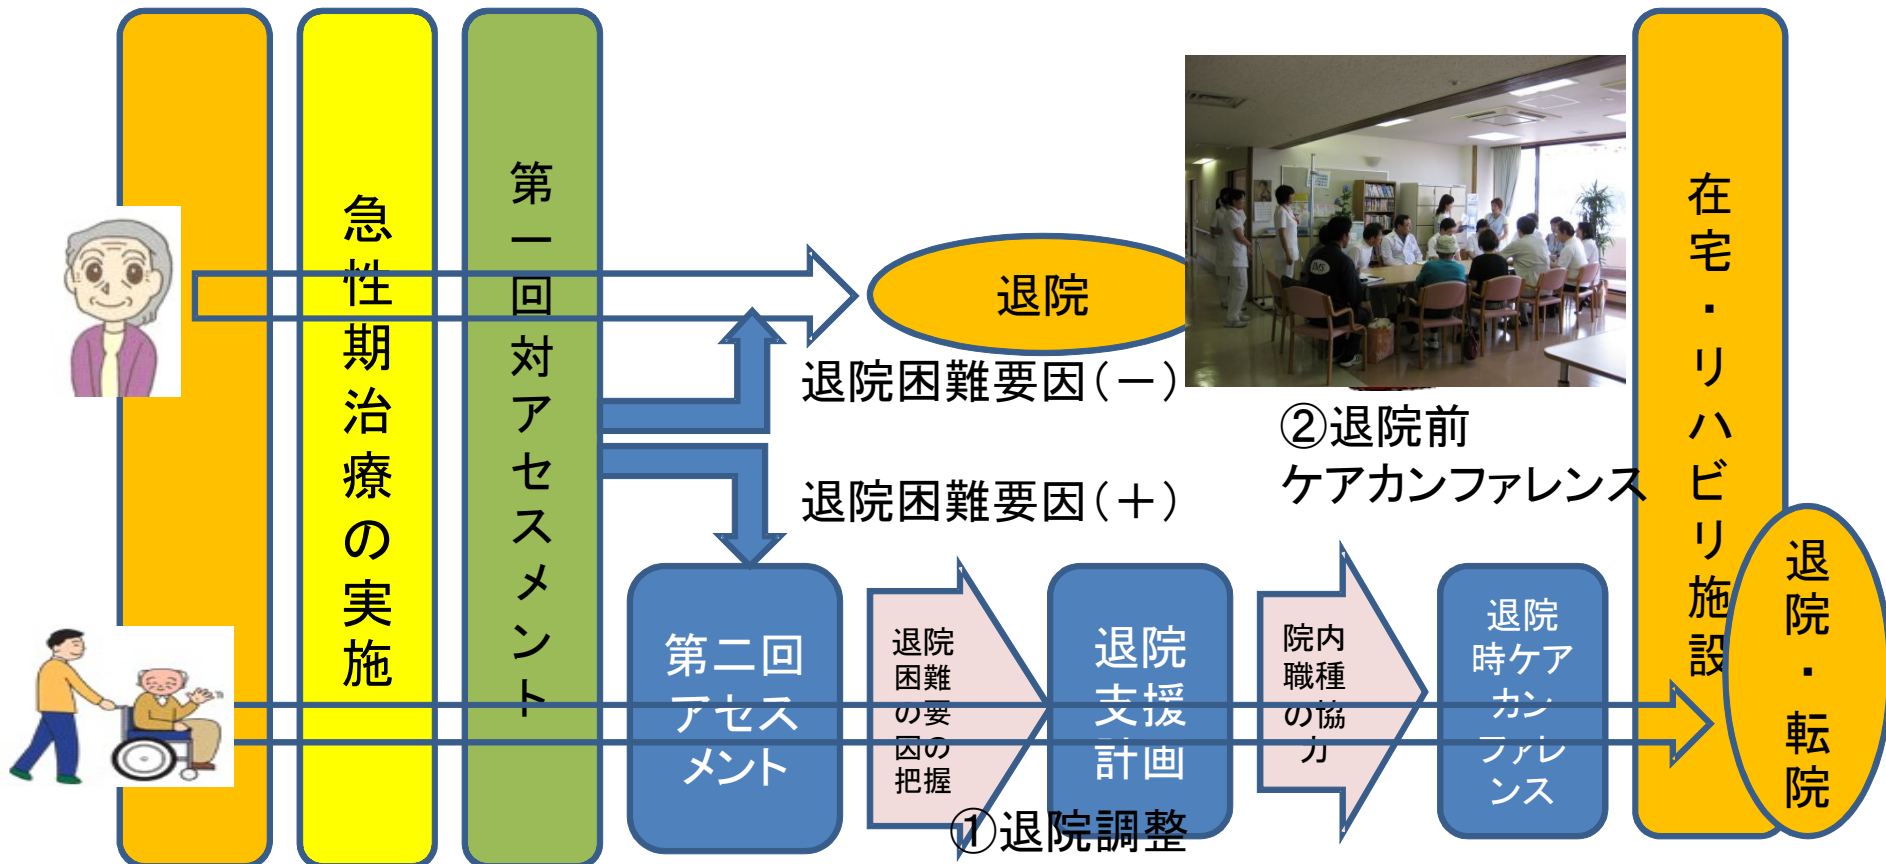 急性期治療の実施
第一回対アセスメント
退院
退院困難要因(－)
退院困難要因(＋)
②退院前
ケアカンファレンス
在宅・リハビリ施設
第二回
アセス
メント
退院
困難
の要
因の
把握
退院
支援
計画
院内
職種
の協
力
退院
時ケア
カン
ファレ
ンス
退院・転院
①退院調整